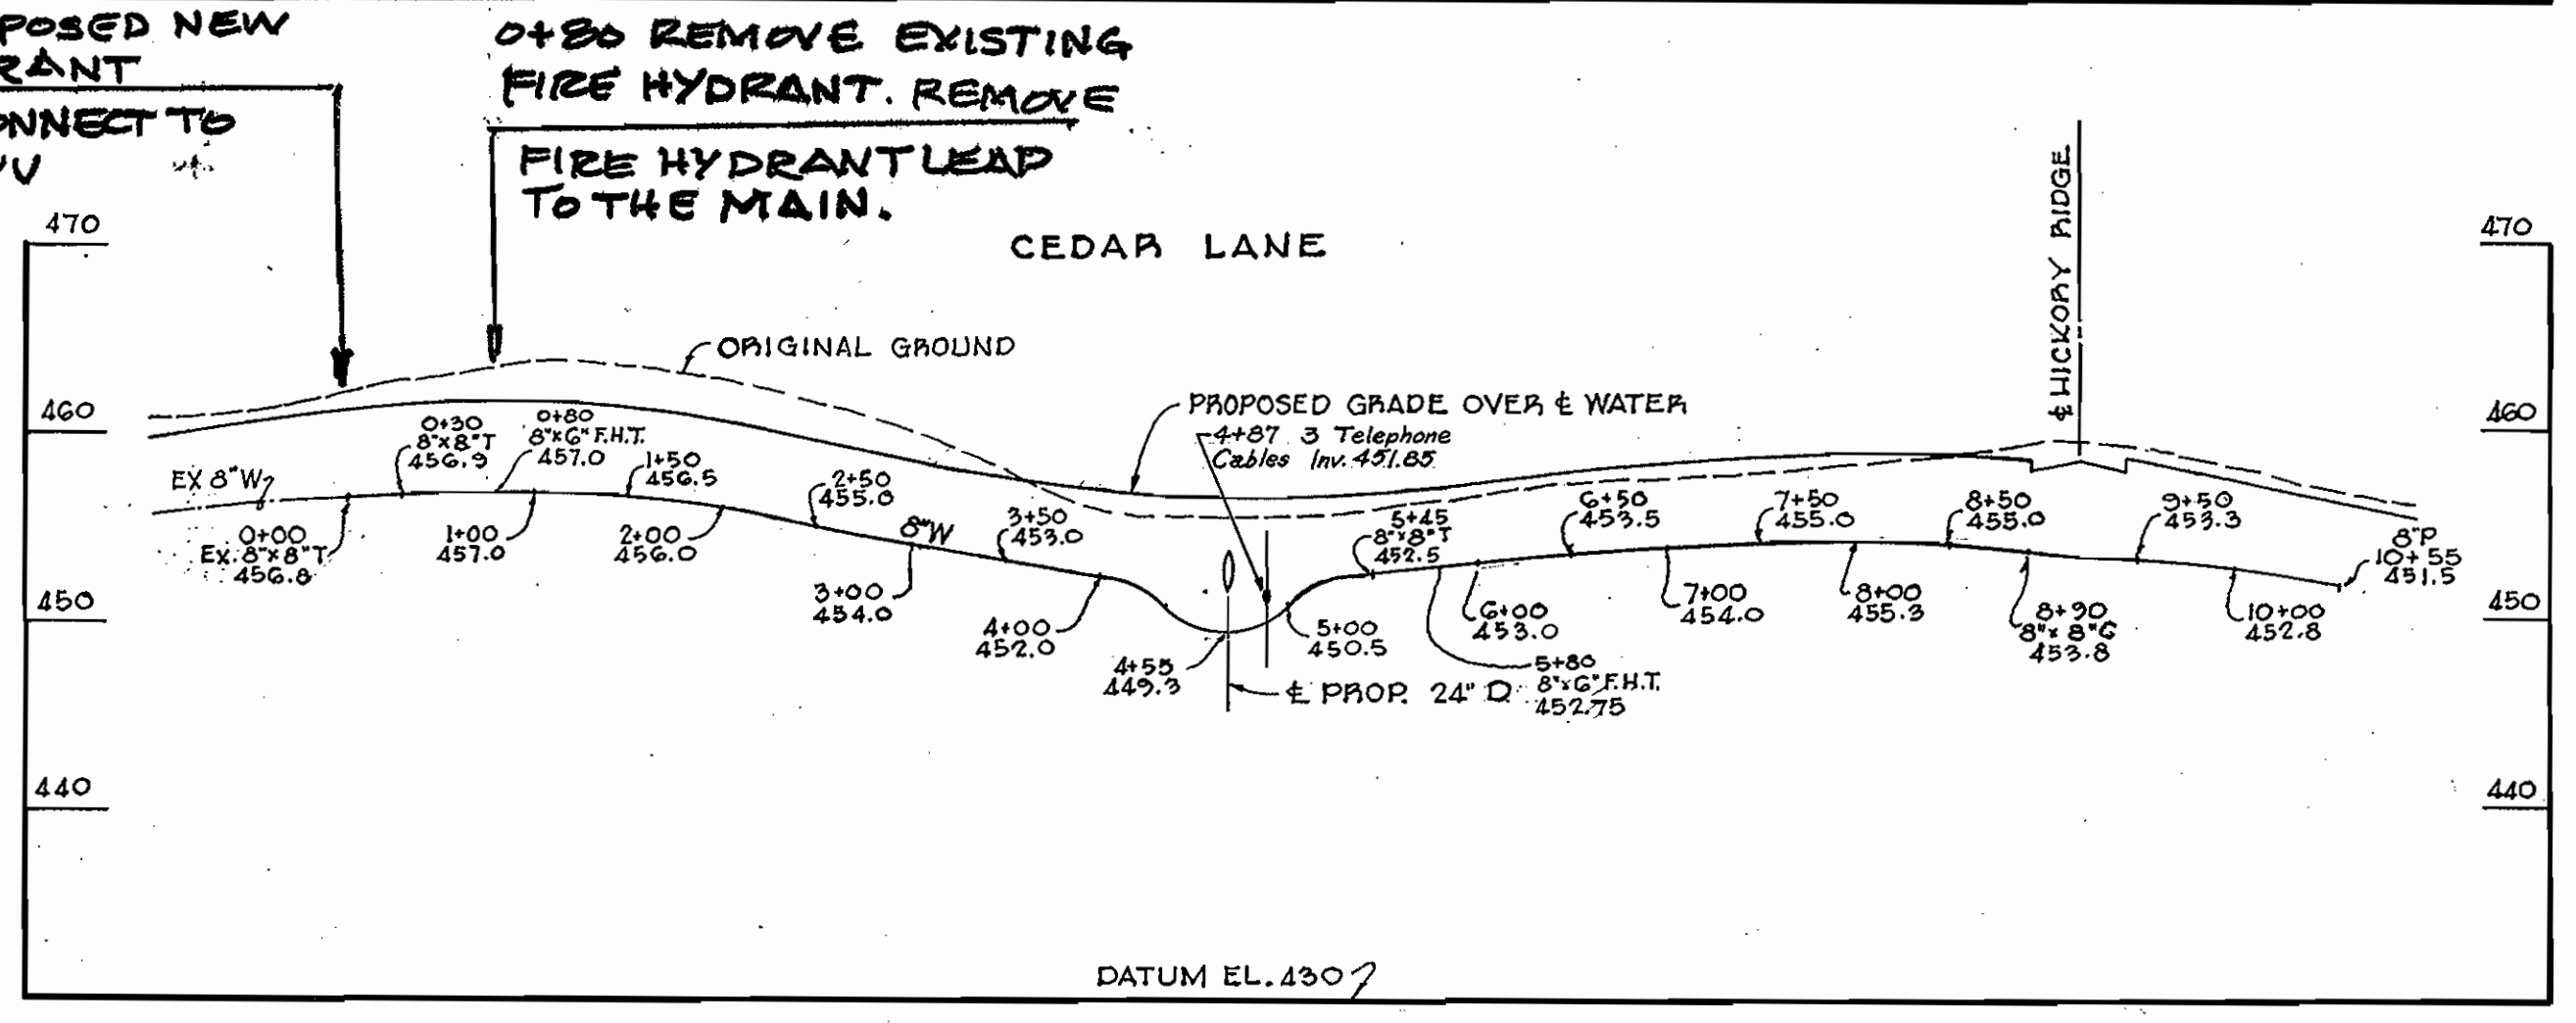 POSED NEW
RANT
ONNECT TO
0+80 REMOVE EXISTING
FIRE HYDRANT. REMOVE
FIRE HYDRANT LEAD
TO THE MAIN.
CEDAR LANE
470
460
450
440
470
460
450
440
ORIGINAL GROUND
PROPOSED GRADE OVER ℄ WATER
4+87 3 Telephone
Cables Inv. 451.85
℄ HICKORY RIDGE
EX 8"W
0+00
EX. 8"x8"T
456.8
0+30
8"x8"T
456.9
0+80
8"x6" F.H.T.
457.0
1+00
457.0
1+50
456.5
2+00
456.0
2+50
455.0
8"W
3+00
454.0
3+50
453.0
4+00
452.0
4+55
449.3
℄ PROP. 24" D
5+00
450.5
5+45
8"x8"T
452.5
5+80
8"x6" F.H.T.
452.75
6+00
453.0
6+50
453.5
7+00
454.0
7+50
455.0
8+00
455.3
8+50
455.0
8+90
8"x8"G
453.8
9+50
453.3
10+00
452.8
8"P
10+55
451.5
DATUM EL. 430